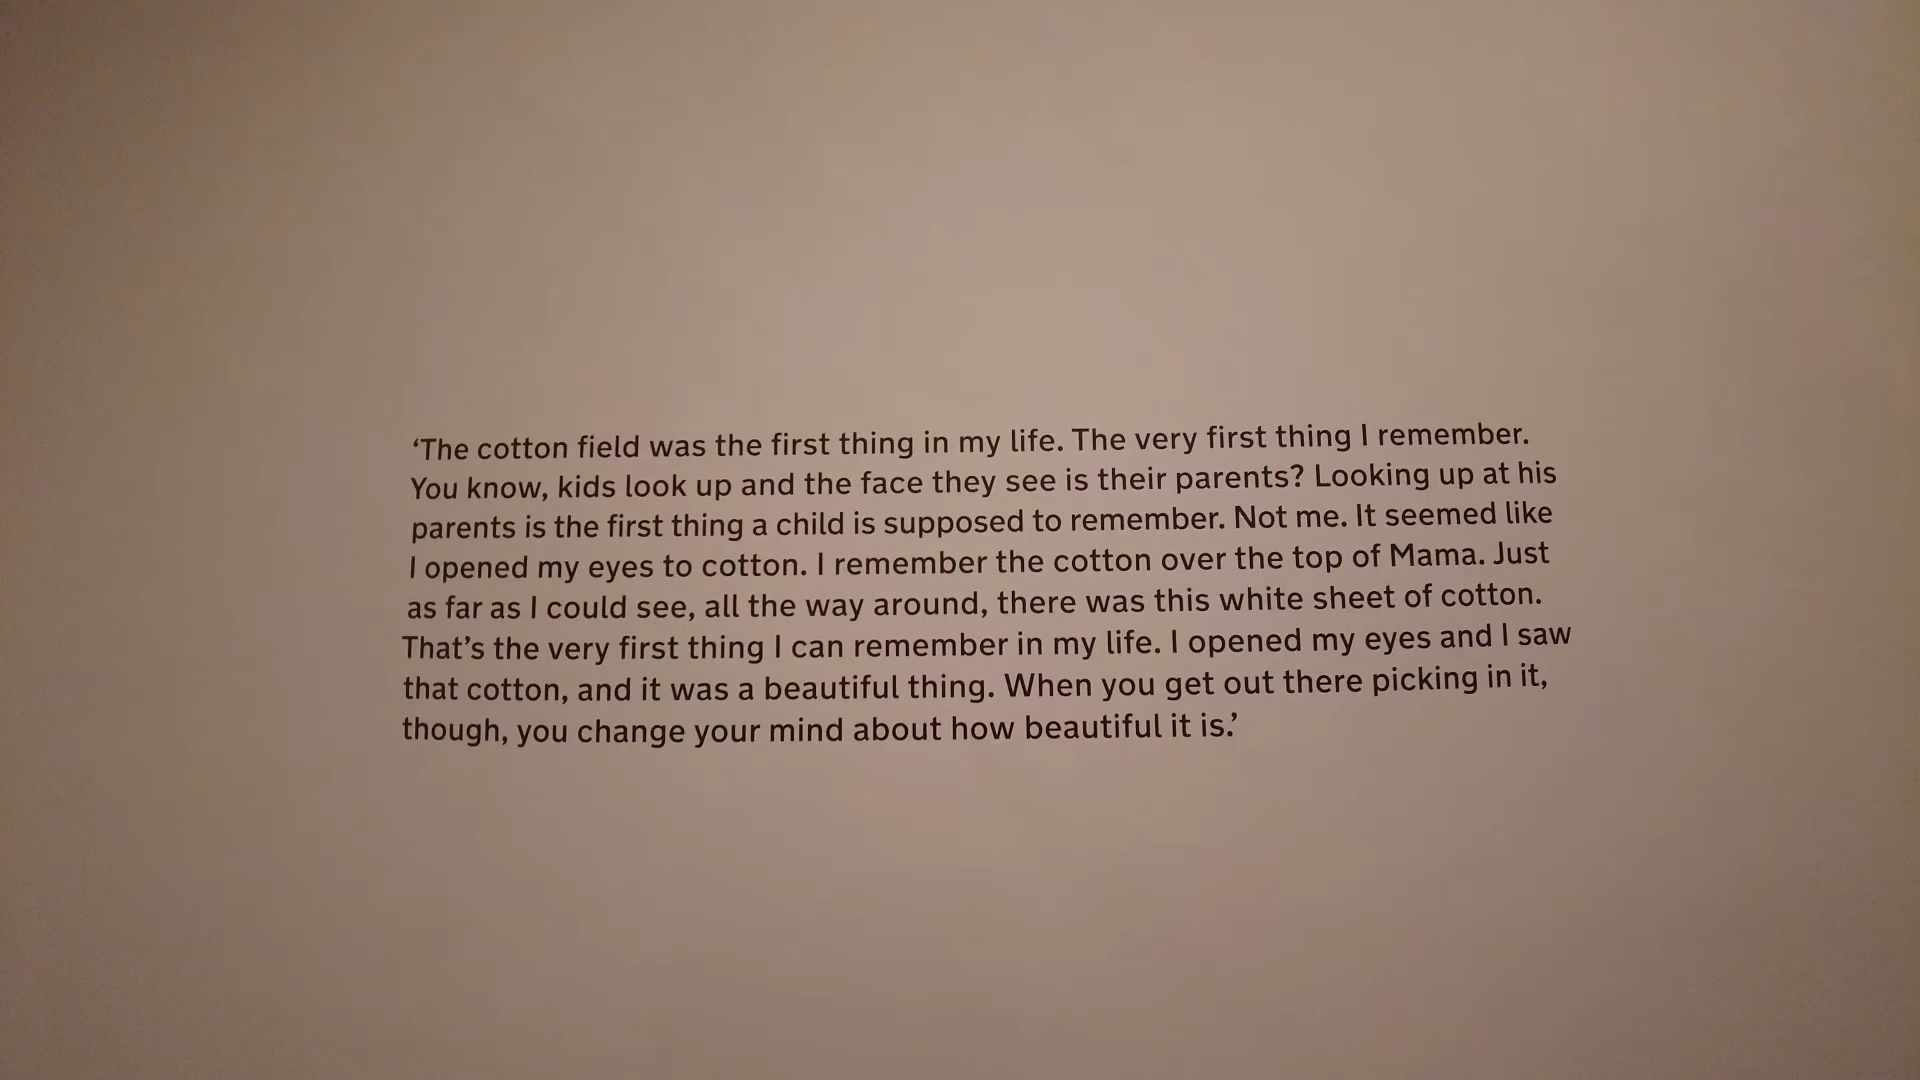 ‘The cotton field was the first thing in my life. The very first thing I remember.
You know, kids look up and the face they see is their parents? Looking up at his
parents is the first thing a child is supposed to remember. Not me. It seemed like
I opened my eyes to cotton. I remember the cotton over the top of Mama. Just
as far as I could see, all the way around, there was this white sheet of cotton.
That’s the very first thing I can remember in my life. I opened my eyes and I saw
that cotton, and it was a beautiful thing. When you get out there picking in it,
though, you change your mind about how beautiful it is.’